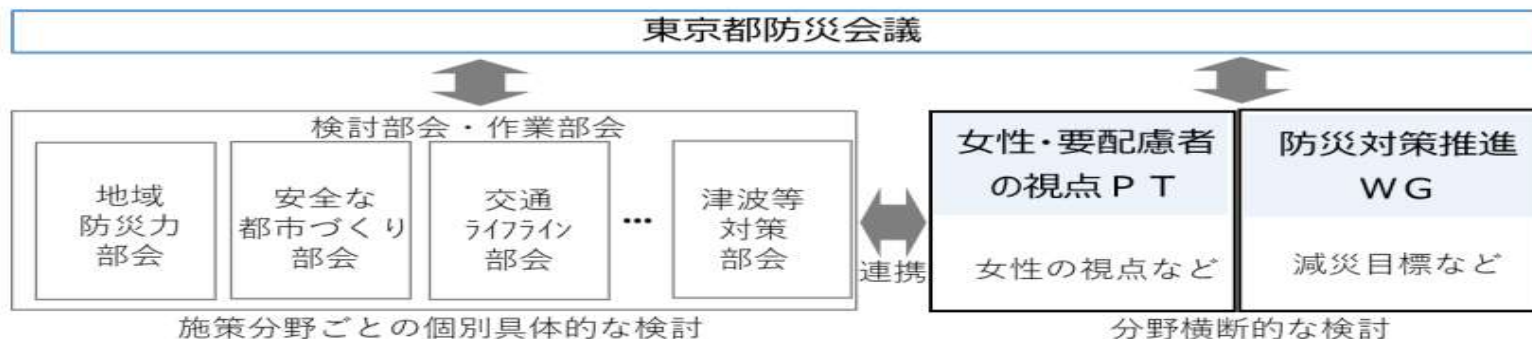 東京都防災会議
検討部会・作業部会
地域
防災力
部会
安全な
都市づくり
部会
交通
ﾗｲﾌﾗｲﾝ
部会
…
津波等
対策
部会
施策分野ごとの個別具体的な検討
連携
女性・要配慮者
の視点ＰＴ
女性の視点など
防災対策推進
ＷＧ
減災目標など
分野横断的な検討